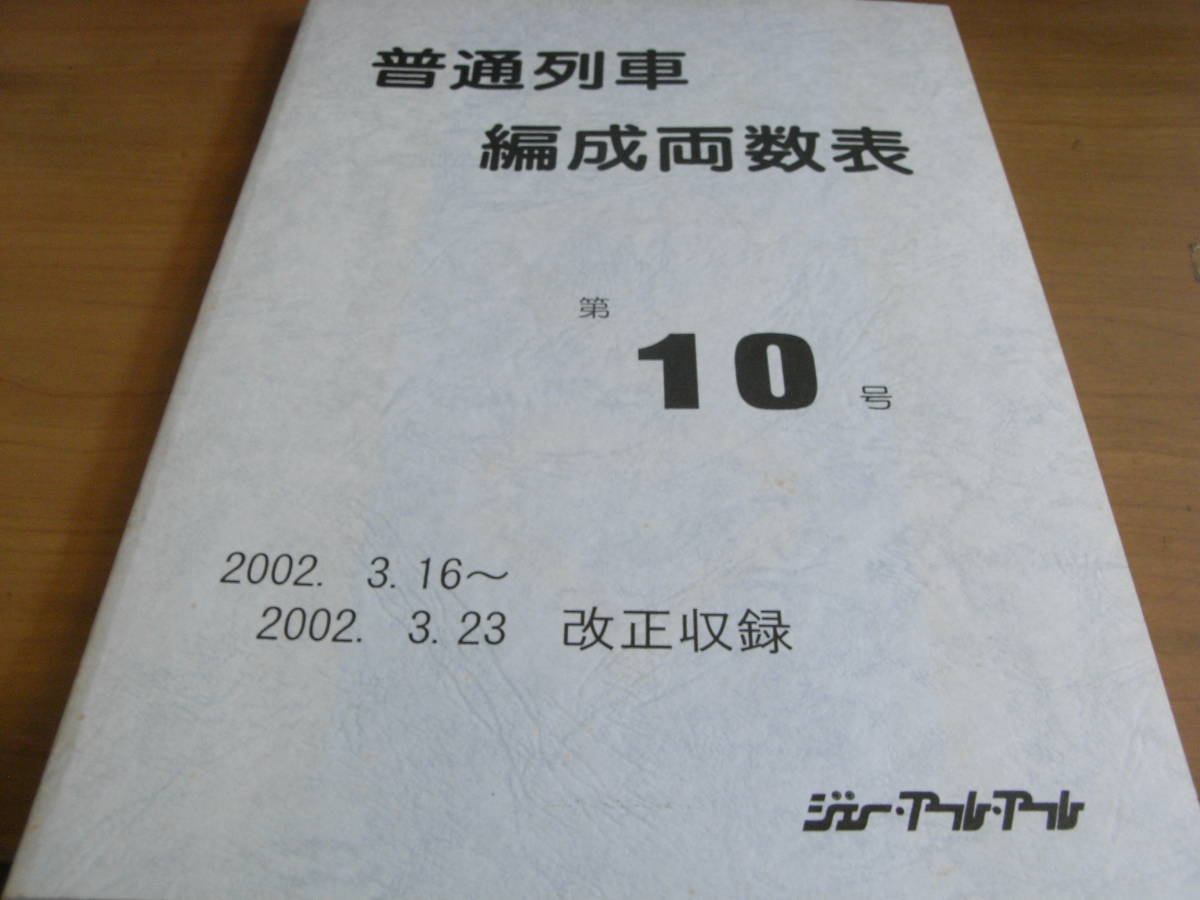 普通列車
編成両数表
第
10
号
2002. 3. 16～
2002. 3. 23 改正収録
ジェー・アール・アール